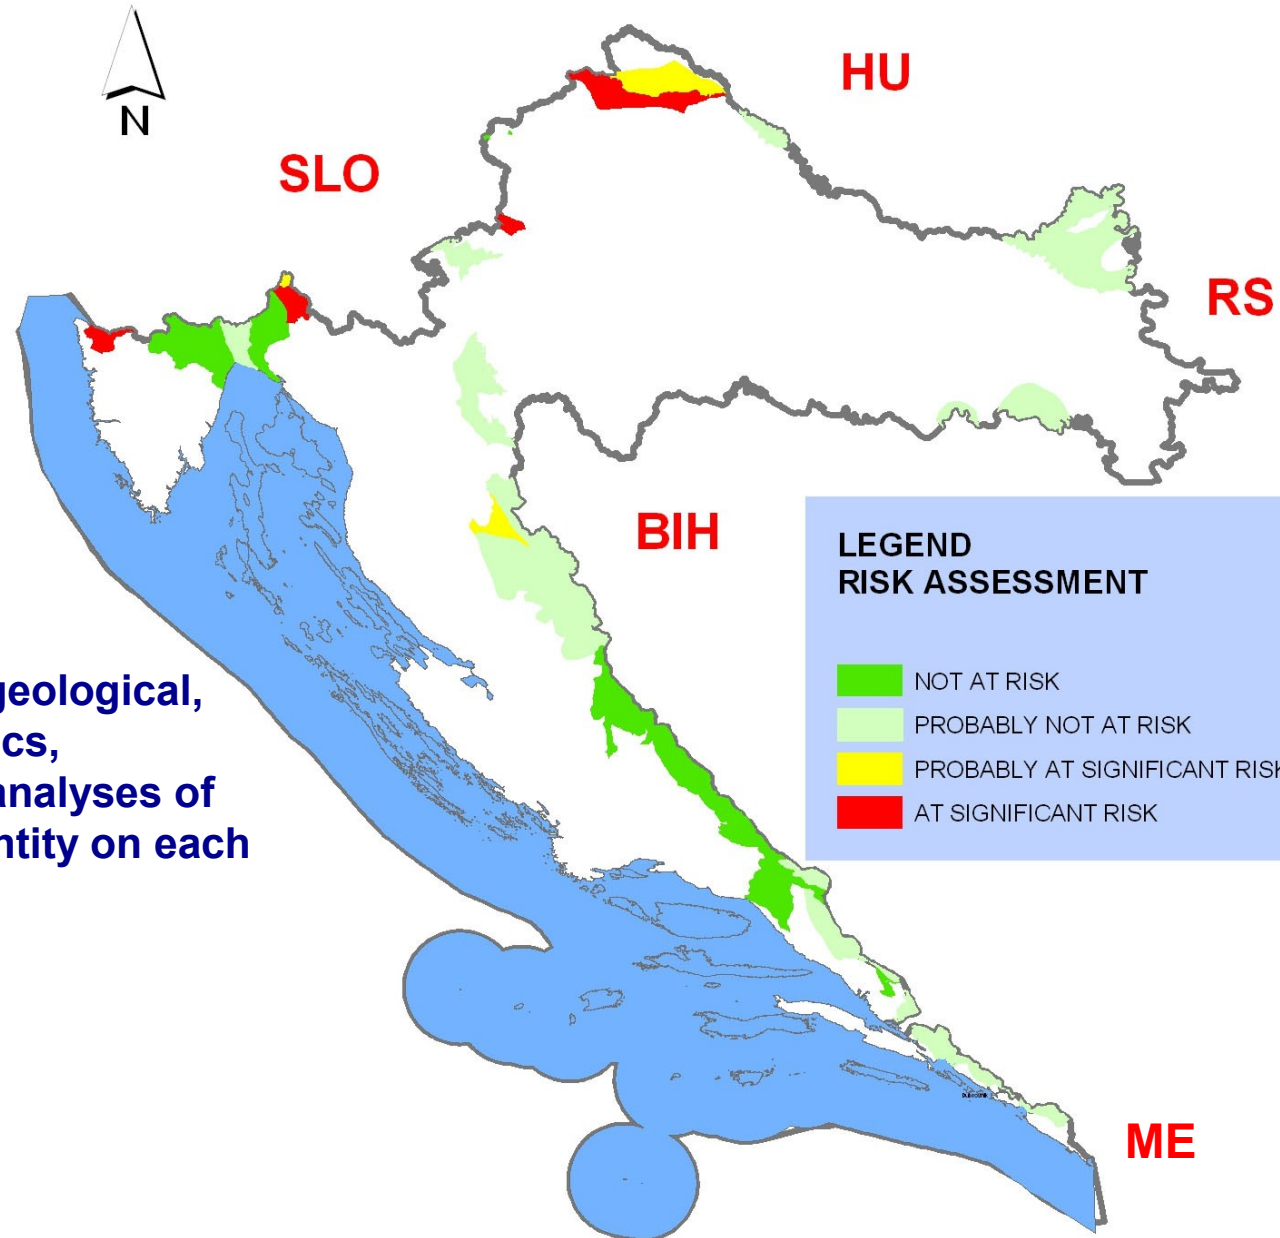 N
HU
SLO
RS
BIH
LEGEND
RISK ASSESSMENT
NOT AT RISK
PROBABLY NOT AT RISK
PROBABLY AT SIGNIFICANT RISK
AT SIGNIFICANT RISK
geological,
cs,
analyses of
ntity on each
ME